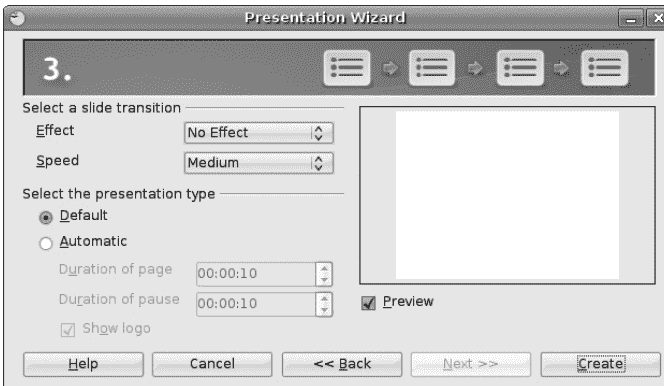 Presentation Wizard
3.
Select a slide transition
Effect No Effect
Speed Medium
Select the presentation type
Default
Automatic
Duration of page 00:00:10
Duration of pause 00:00:10
Show logo
Preview
Help Cancel << Back Next >> Create